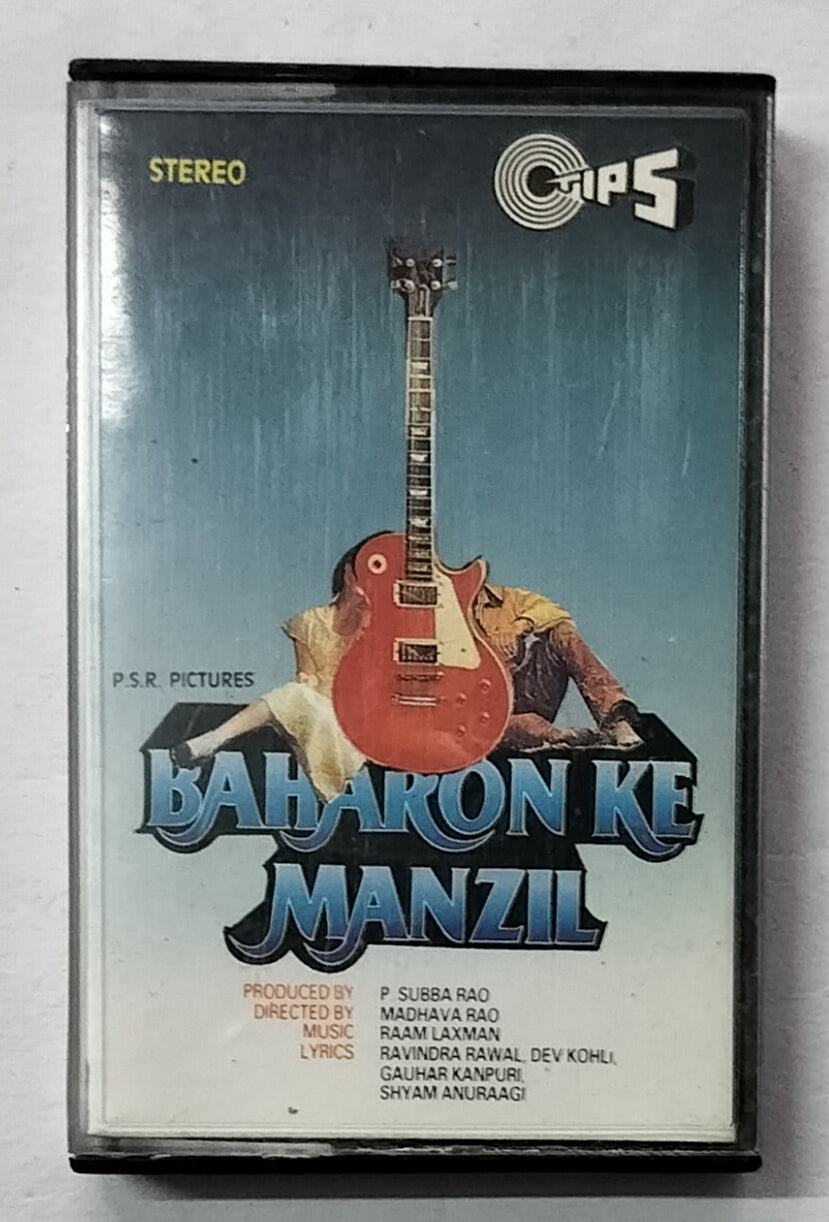 STEREO
TIPS
P.S.R. PICTURES
BAHARON KE
MANZIL
PRODUCED BY P. SUBBA RAO
DIRECTED BY MADHAVA RAO
MUSIC RAAM LAXMAN
LYRICS RAVINDRA RAWAL, DEV KOHLI,
GAUHAR KANPURI,
SHYAM ANURAAGI